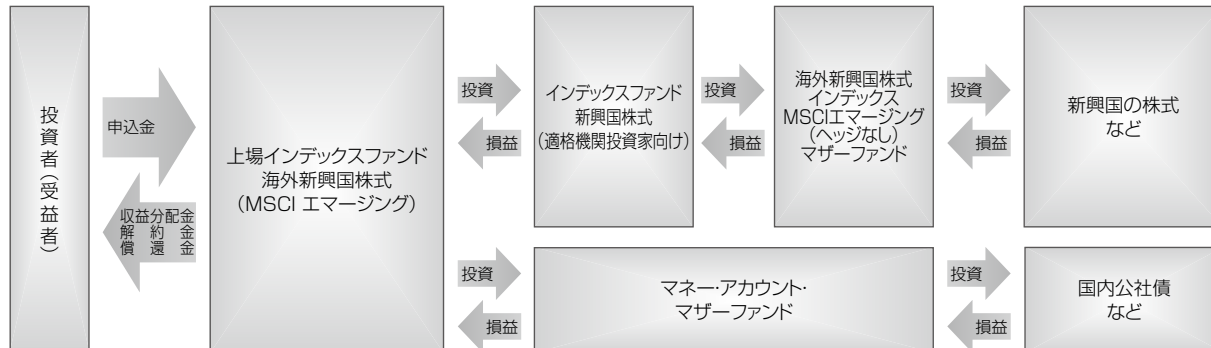 投資者(受益者)
申込金
収益分配金
解約金
償還金
上場インデックスファンド
海外新興国株式
(MSCI エマージング)
投資
損益
インデックスファンド
新興国株式
(適格機関投資家向け)
投資
損益
海外新興国株式
インデックス
MSCIエマージング
(ヘッジなし)
マザーファンド
投資
損益
新興国の株式
など
投資
損益
マネー・アカウント・
マザーファンド
投資
損益
国内公社債
など